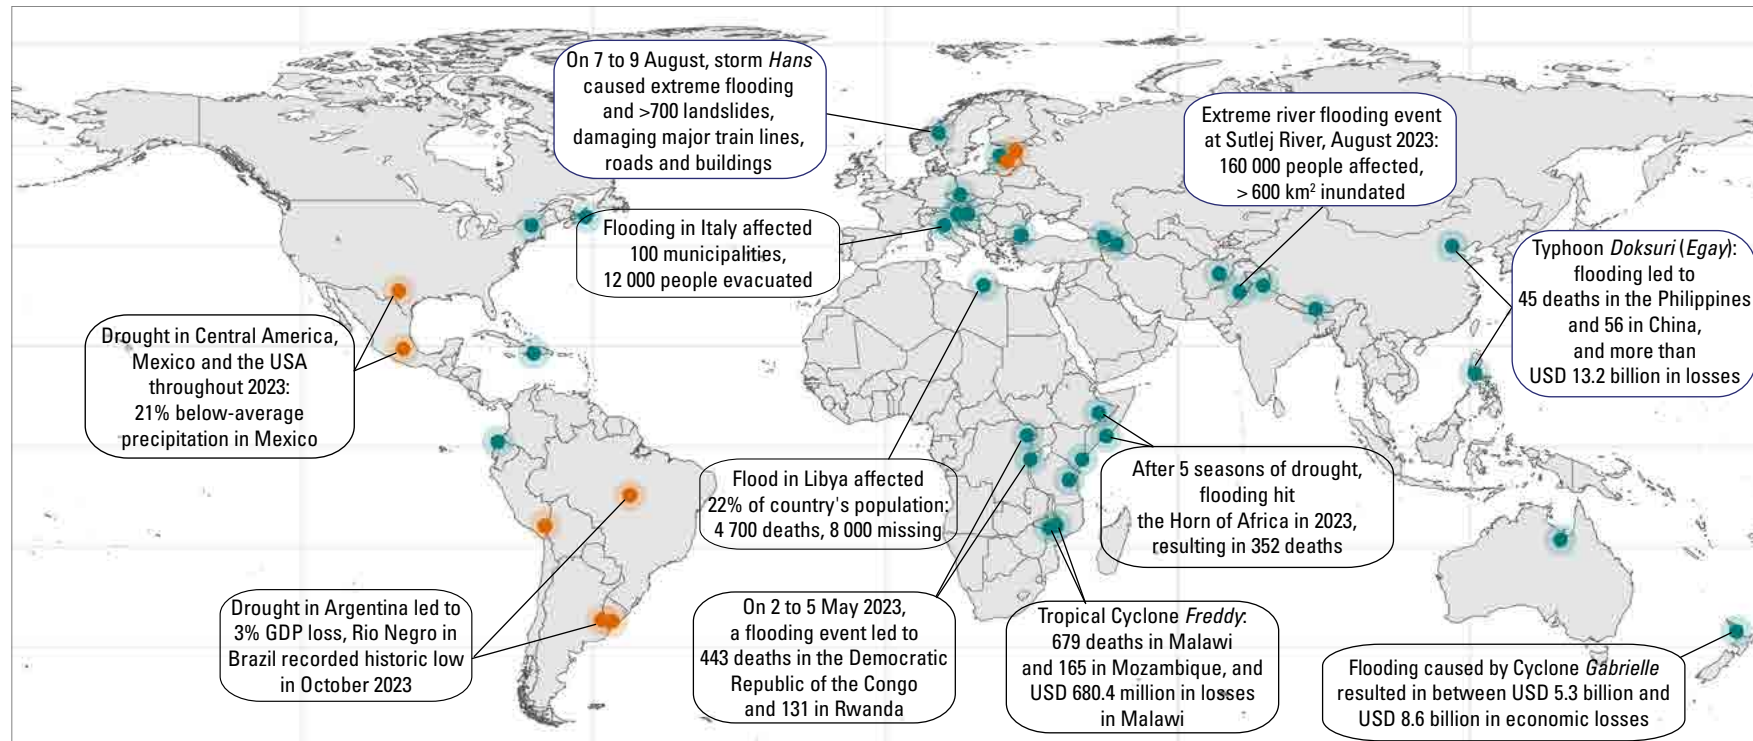 On 7 to 9 August, storm Hans
caused extreme flooding
and >700 landslides,
damaging major train lines,
roads and buildings
Extreme river flooding event
at Sutlej River, August 2023:
160 000 people affected,
> 600 km² inundated
Flooding in Italy affected
100 municipalities,
12 000 people evacuated
Typhoon Doksuri (Egay):
flooding led to
45 deaths in the Philippines
and 56 in China,
and more than
USD 13.2 billion in losses
Drought in Central America,
Mexico and the USA
throughout 2023:
21% below-average
precipitation in Mexico
Flood in Libya affected
22% of country's population:
4 700 deaths, 8 000 missing
After 5 seasons of drought,
flooding hit
the Horn of Africa in 2023,
resulting in 352 deaths
Drought in Argentina led to
3% GDP loss, Rio Negro in
Brazil recorded historic low
in October 2023
On 2 to 5 May 2023,
a flooding event led to
443 deaths in the Democratic
Republic of the Congo
and 131 in Rwanda
Tropical Cyclone Freddy:
679 deaths in Malawi
and 165 in Mozambique, and
USD 680.4 million in losses
in Malawi
Flooding caused by Cyclone Gabrielle
resulted in between USD 5.3 billion and
USD 8.6 billion in economic losses